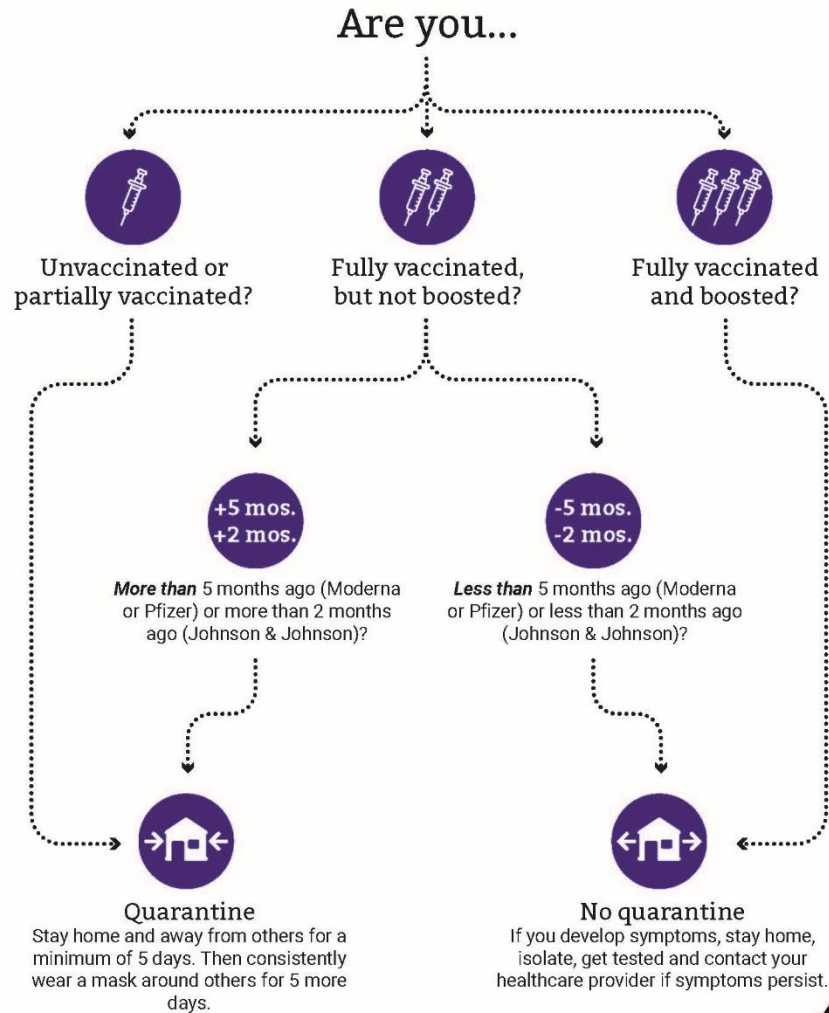 Are you...
Unvaccinated or
partially vaccinated?
Fully vaccinated,
but not boosted?
Fully vaccinated
and boosted?
+5 mos.
+2 mos.
More than 5 months ago (Moderna
or Pfizer) or more than 2 months
ago (Johnson & Johnson)?
-5 mos.
-2 mos.
Less than 5 months ago (Moderna
or Pfizer) or less than 2 months ago
(Johnson & Johnson)?
Quarantine
Stay home and away from others for a
minimum of 5 days. Then consistently
wear a mask around others for 5 more
days.
No quarantine
If you develop symptoms, stay home,
isolate, get tested and contact your
healthcare provider if symptoms persist.